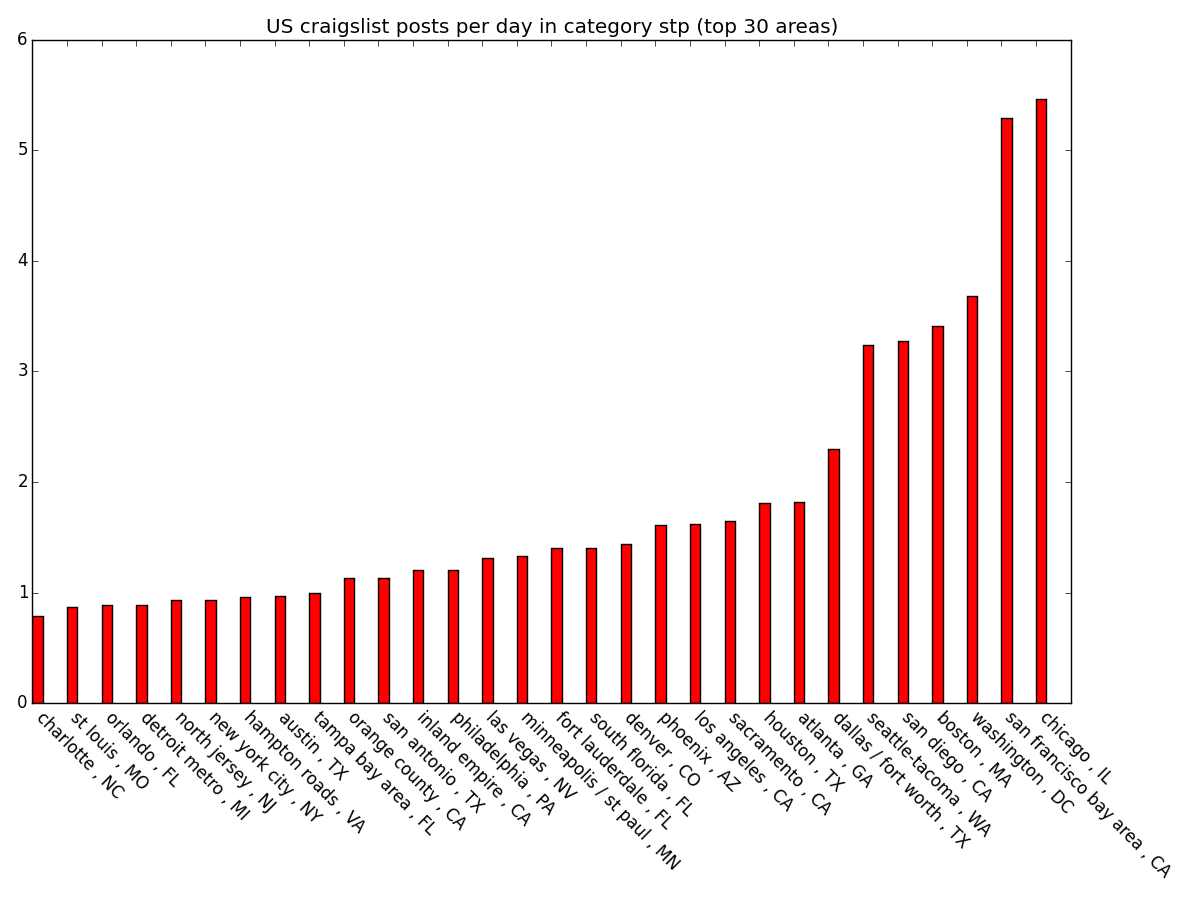 US craigslist posts per day in category stp (top 30 areas)
6
5
4
3
2
1
0
charlotte , NC
st louis , MO
orlando , FL
detroit metro , MI
north jersey , NJ
new york city , NY
hampton roads , VA
austin , TX
tampa bay area , FL
orange county , CA
san antonio , TX
inland empire , CA
philadelphia , PA
las vegas , NV
minneapolis / st paul , MN
fort lauderdale , FL
south florida , FL
denver , CO
phoenix , AZ
los angeles , CA
sacramento , CA
houston , TX
atlanta , GA
dallas / fort worth , TX
seattle-tacoma , WA
san diego , CA
boston , MA
washington , DC
san francisco bay area , CA
chicago , IL